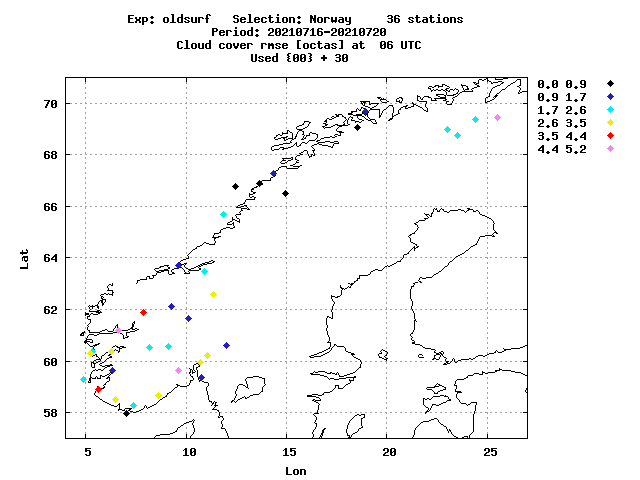 Exp: oldsurf   Selection: Norway     36 stations
Period: 20210716-20210720
Cloud cover rmse [octas] at  06 UTC
Used {00} + 30
0.0 0.9
0.9 1.7
1.7 2.6
2.6 3.5
3.5 4.4
4.4 5.2
70
68
66
64
62
60
58
Lat
5 10 15 20 25
Lon